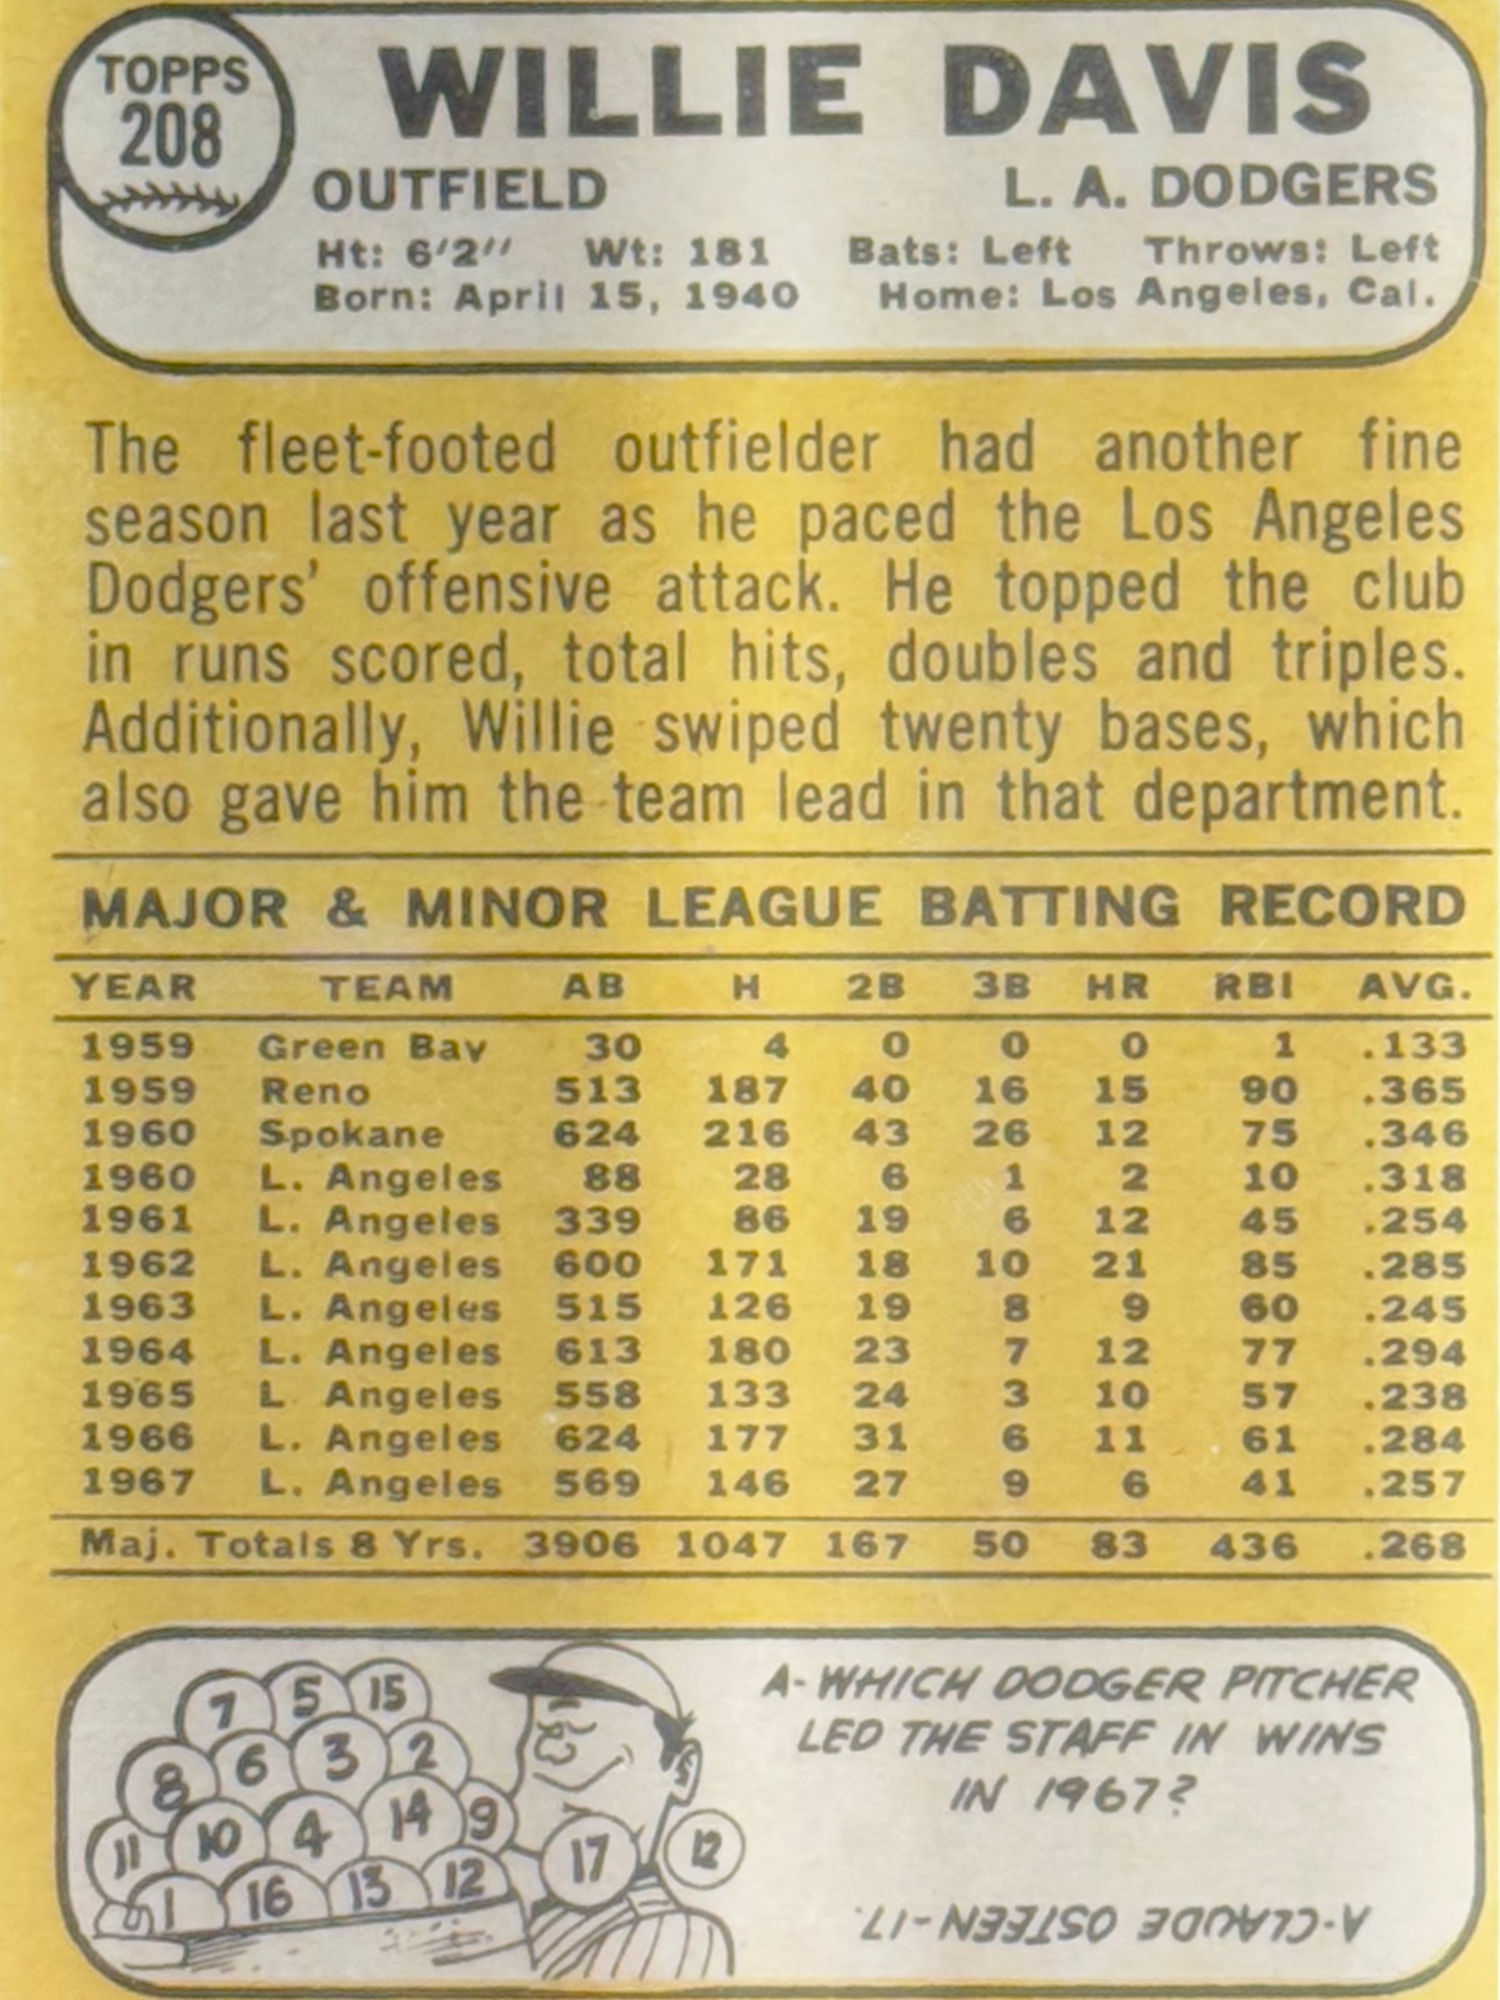 TOPPS
208
WILLIE DAVIS
OUTFIELD L. A. DODGERS
Ht: 6'2" Wt: 181 Bats: Left Throws: Left
Born: April 15, 1940 Home: Los Angeles, Cal.
The fleet-footed outfielder had another fine
season last year as he paced the Los Angeles
Dodgers' offensive attack. He topped the club
in runs scored, total hits, doubles and triples.
Additionally, Willie swiped twenty bases, which
also gave him the team lead in that department.
MAJOR & MINOR LEAGUE BATTING RECORD
YEAR TEAM AB H 2B 3B HR RBI AVG.
1959 Green Bay 30 4 0 0 0 1 .133
1959 Reno 513 187 40 16 15 90 .365
1960 Spokane 624 216 43 26 12 75 .346
1960 L. Angeles 88 28 6 1 2 10 .318
1961 L. Angeles 339 86 19 6 12 45 .254
1962 L. Angeles 600 171 18 10 21 85 .285
1963 L. Angeles 515 126 19 8 9 60 .245
1964 L. Angeles 613 180 23 7 12 77 .294
1965 L Angeles 558 133 24 3 10 57 .238
1966 L. Angeles 624 177 31 6 11 61 .284
1967 L. Angeles 569 146 27 9 6 41 .257
Maj. Totals 8 Yrs. 3906 1047 167 50 83 436 .268
7 5 15
8 6 3 2
11 10 4 14 9
1 16 13 12 17 12
A-WHICH DODGER PITCHER
LED THE STAFF IN WINS
IN 1967?
A-CLAUDE OSTEEN-17.